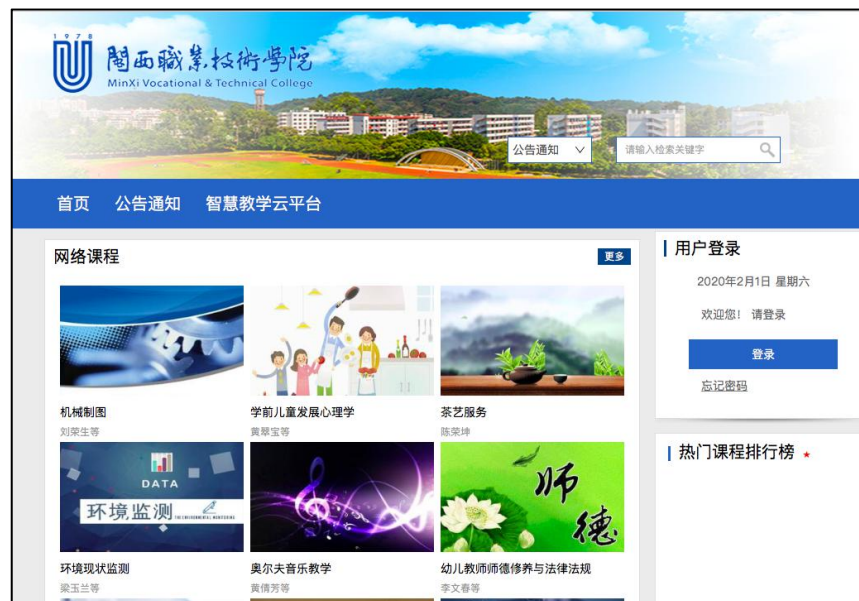 1978
閩西職業技術學院
MinXi Vocational & Technical College
公告通知
请输入检索关键字
首页 公告通知 智慧教学云平台
网络课程
更多
机械制图
刘荣生等
学前儿童发展心理学
黄翠宝等
茶艺服务
陈荣坤
DATA
环境监测
THE ENVIRONMENTAL MONITORING
环境现状监测
梁玉兰等
奥尔夫音乐教学
黄倩芳等
师德
幼儿教师师德修养与法律法规
李文春等
用户登录
2020年2月1日 星期六
欢迎您! 请登录
登录
忘记密码
热门课程排行榜